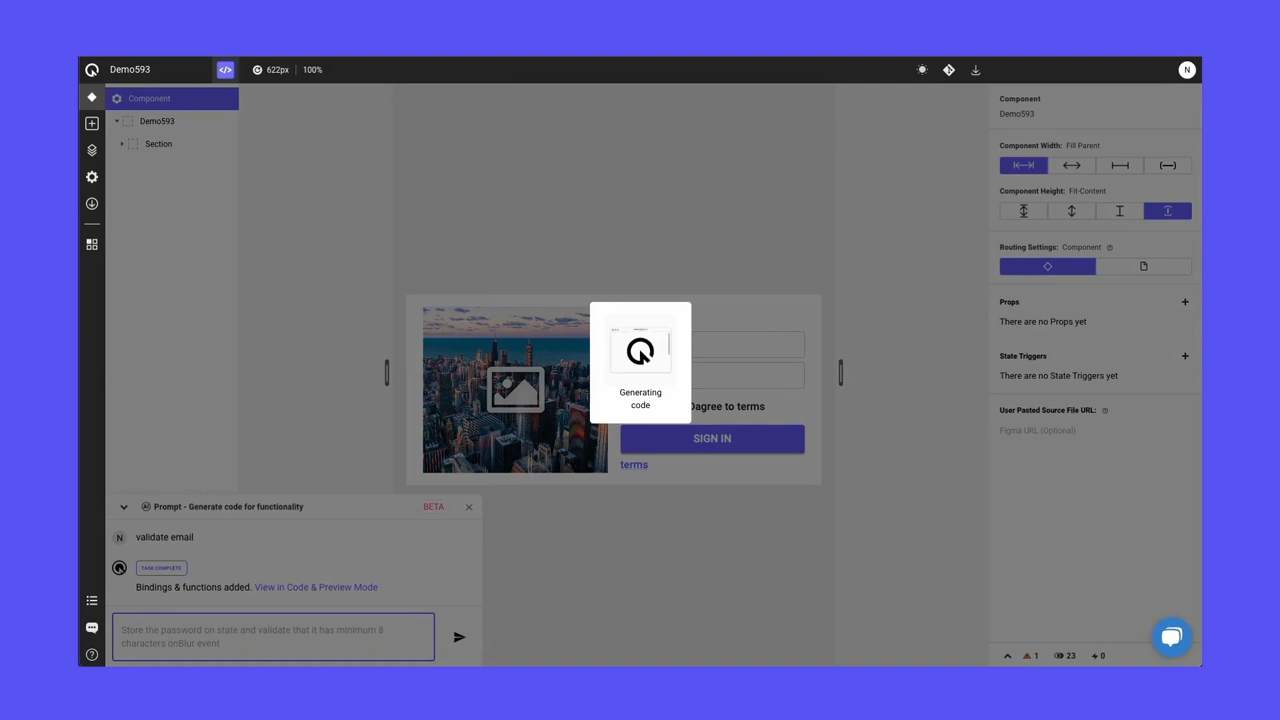 Demo593
</>
622px
100%
N
Component
Demo593
Section
Component
Demo593
Component Width: Fill Parent
Component Height: Fit-Content
Routing Settings: Component
Props
There are no Props yet
State Triggers
There are no State Triggers yet
User Pasted Source File URL:
Figma URL (Optional)
Generating
code
agree to terms
SIGN IN
terms
AI Prompt - Generate code for functionality
BETA
N validate email
TASK COMPLETE
Bindings & functions added. View in Code & Preview Mode
Store the password on state and validate that it has minimum 8
characters onBlur event
1
23
0